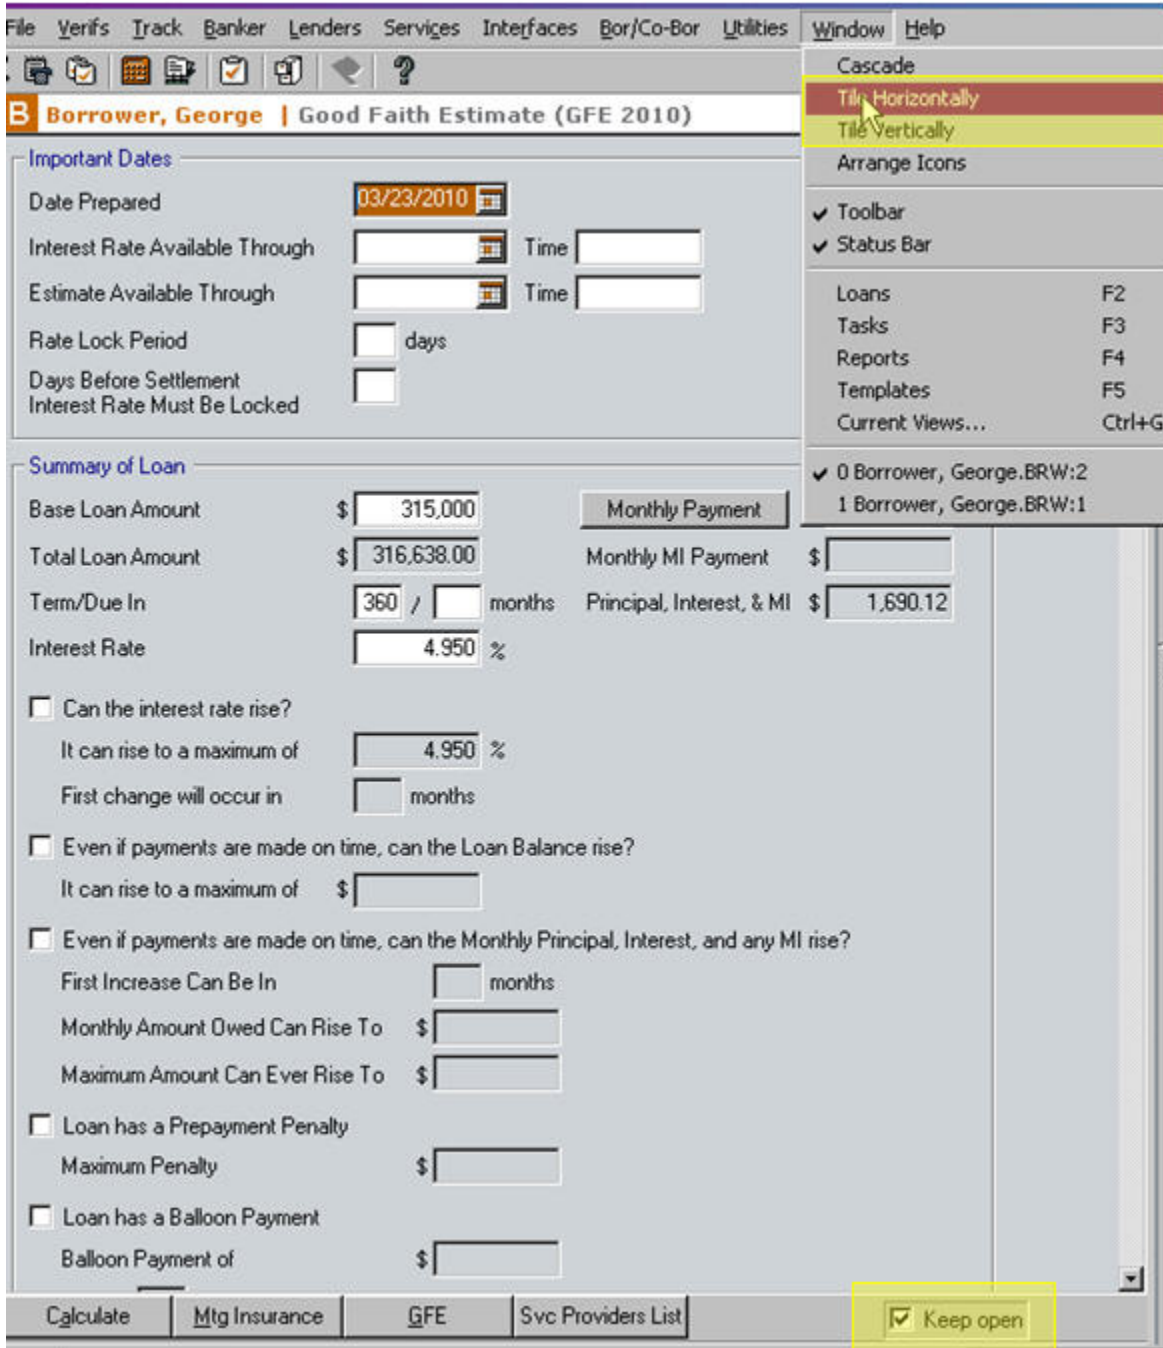 File Verifs Track Banker Lenders Services Interfaces Bor/Co-Bor Utilities Window Help
B Borrower, George | Good Faith Estimate (GFE 2010)
Cascade
Tile Horizontally
Tile Vertically
Arrange Icons
Toolbar
Status Bar
Loans F2
Tasks F3
Reports F4
Templates F5
Current Views... Ctrl+G
0 Borrower, George.BRW:2
1 Borrower, George.BRW:1
Important Dates
Date Prepared 03/23/2010
Interest Rate Available Through Time
Estimate Available Through Time
Rate Lock Period days
Days Before Settlement
Interest Rate Must Be Locked
Summary of Loan
Base Loan Amount $ 315,000 Monthly Payment
Total Loan Amount $ 316,638.00 Monthly MI Payment $
Term/Due In 360 / months Principal, Interest, & MI $ 1,690.12
Interest Rate 4.950 %
Can the interest rate rise?
It can rise to a maximum of 4.950 %
First change will occur in months
Even if payments are made on time, can the Loan Balance rise?
It can rise to a maximum of $
Even if payments are made on time, can the Monthly Principal, Interest, and any MI rise?
First Increase Can Be In months
Monthly Amount Owed Can Rise To $
Maximum Amount Can Ever Rise To $
Loan has a Prepayment Penalty
Maximum Penalty $
Loan has a Balloon Payment
Balloon Payment of $
Calculate Mtg Insurance GFE Svc Providers List Keep open